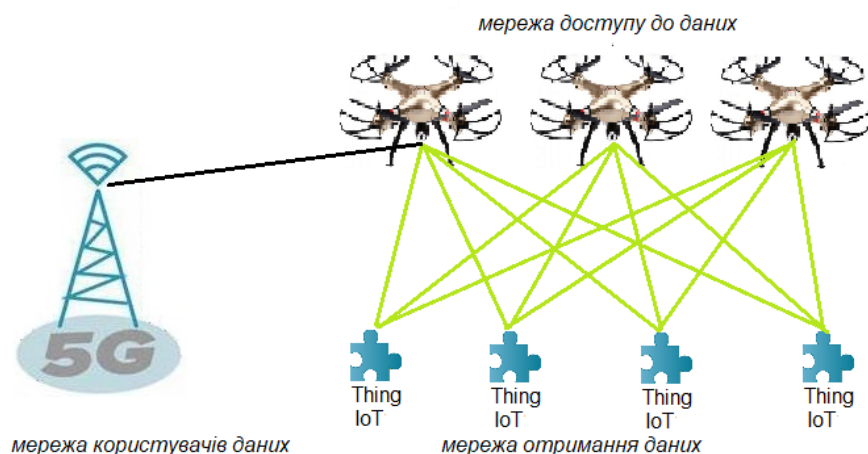 мережа доступу до даних
5G
Thing
IoT
Thing
IoT
Thing
IoT
Thing
IoT
мережа користувачів даних
мережа отримання даних